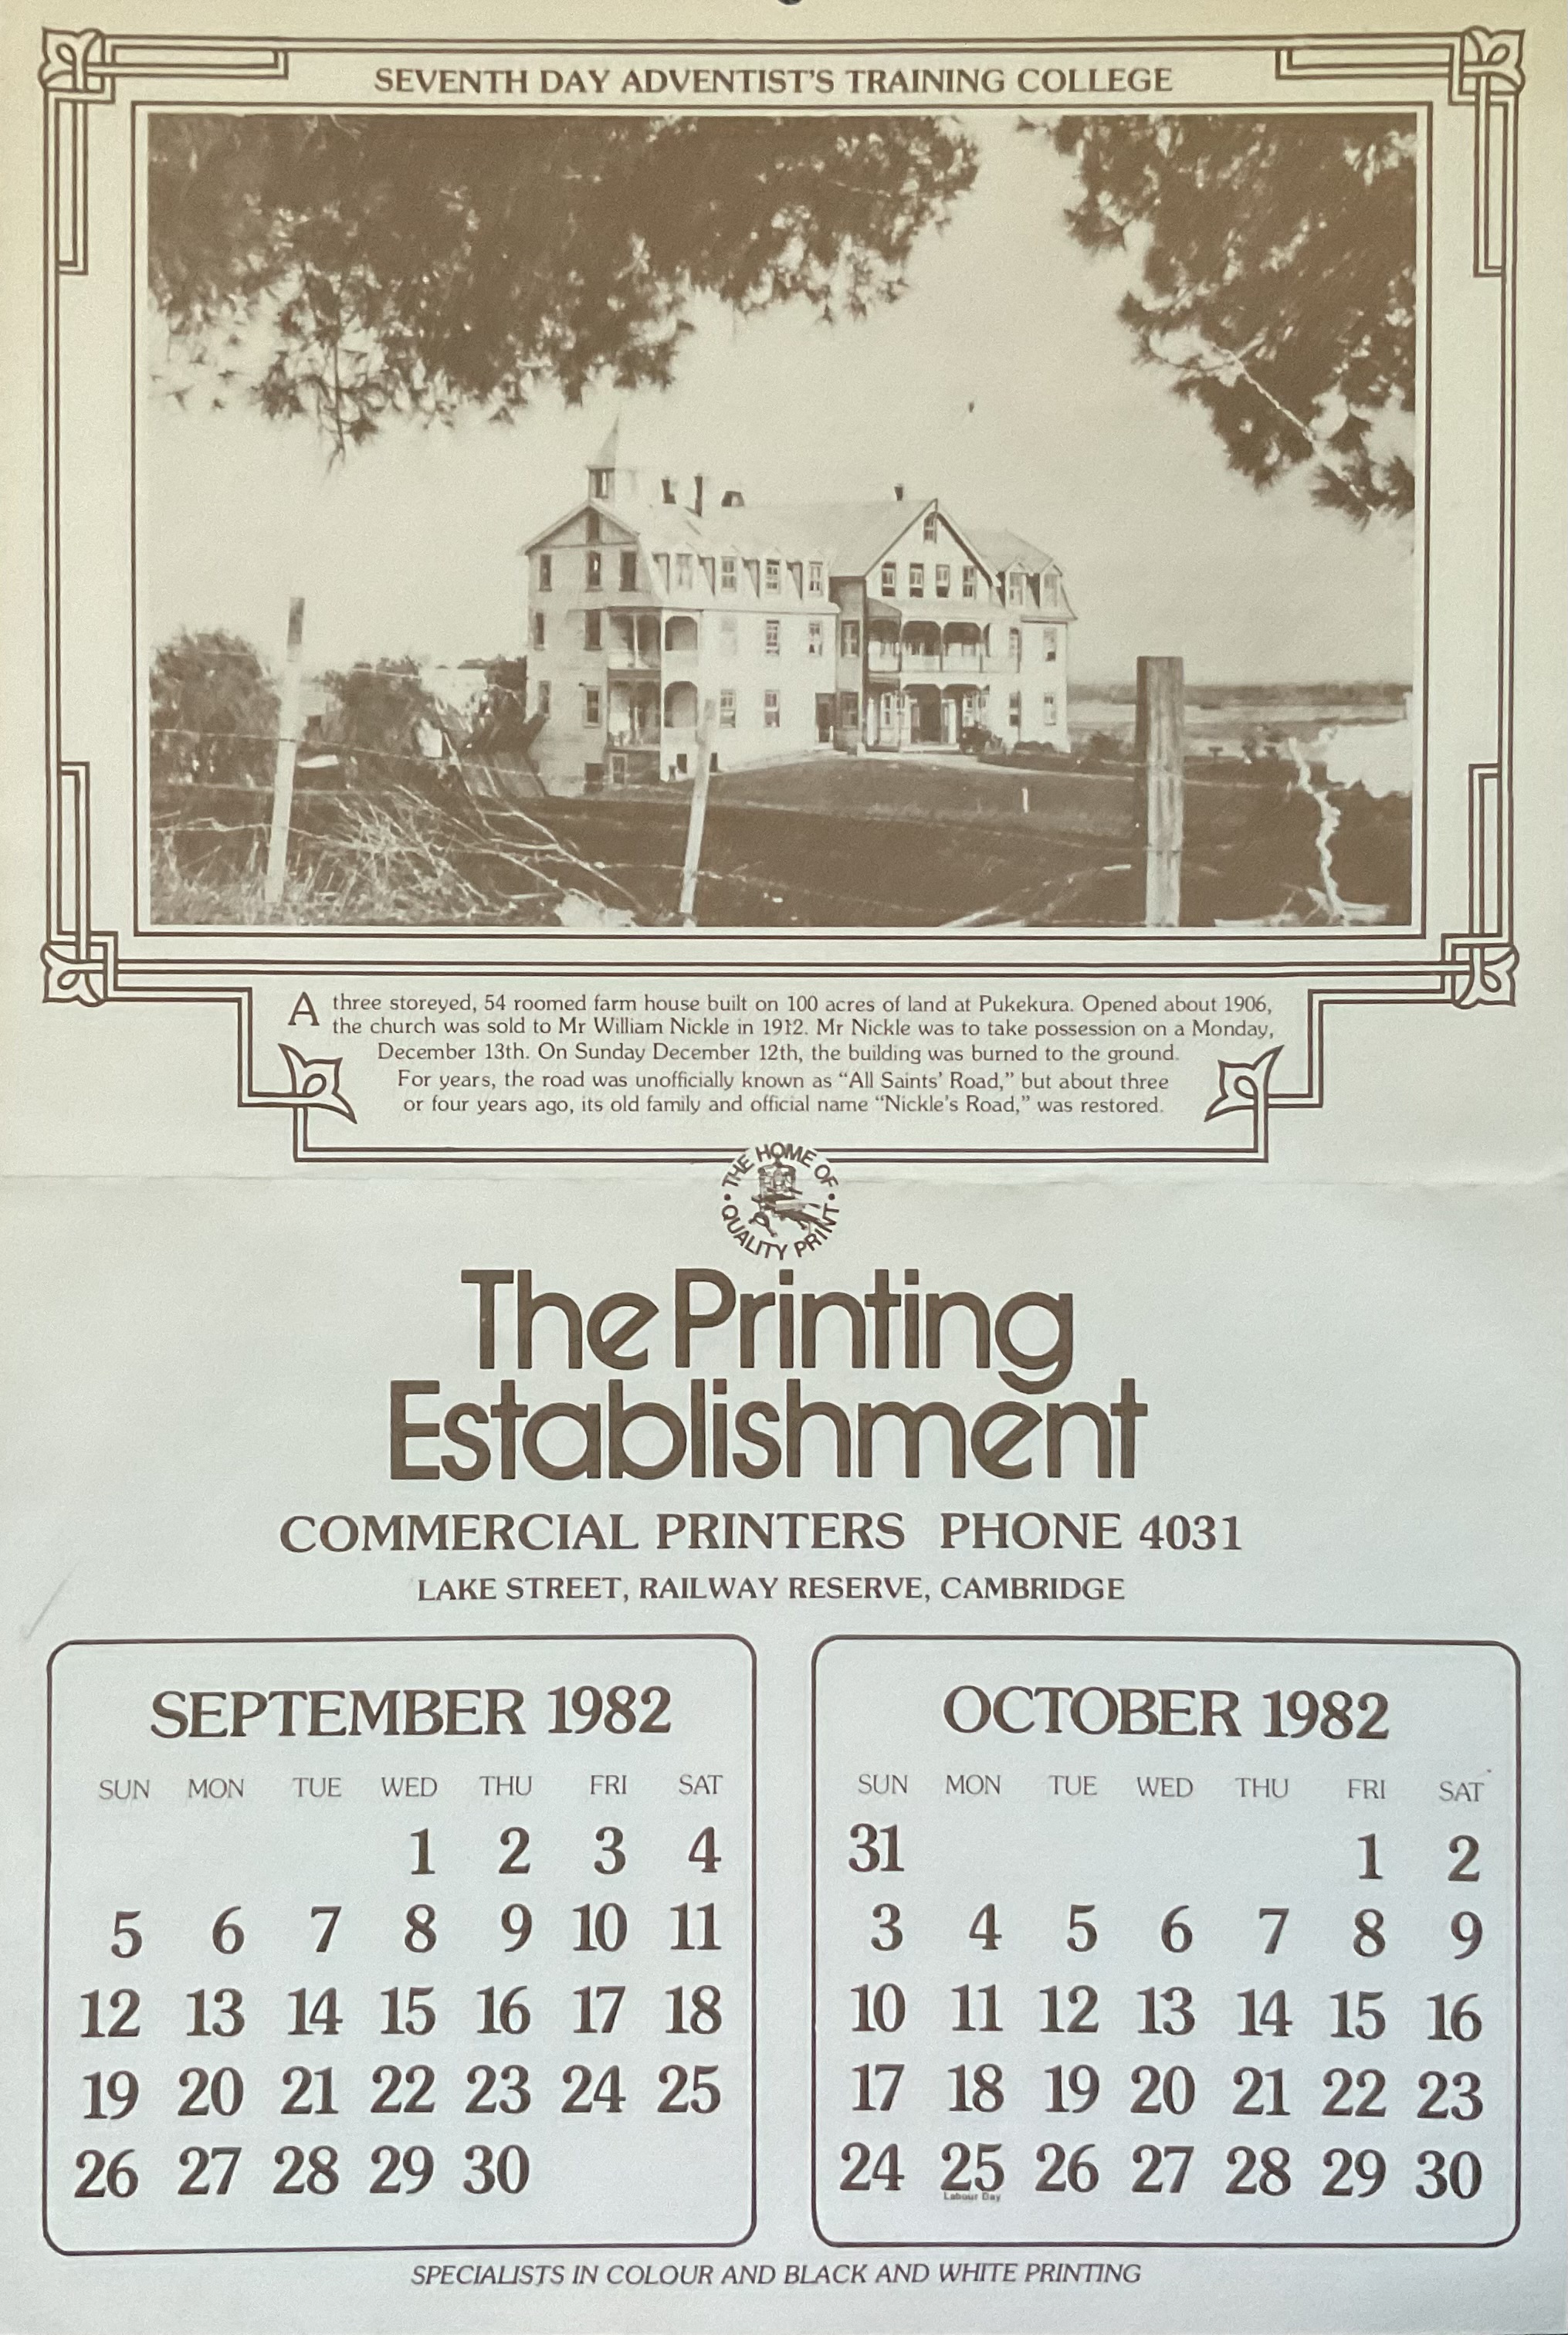 SEVENTH DAY ADVENTIST'S TRAINING COLLEGE
A three storeyed, 54 roomed farm house built on 100 acres of land at Pukekura. Opened about 1906,
the church was sold to Mr William Nickle in 1912. Mr Nickle was to take possession on a Monday,
December 13th. On Sunday December 12th, the building was burned to the ground.
For years, the road was unofficially known as “All Saints’ Road,” but about three
or four years ago, its old family and official name “Nickle’s Road,” was restored.
• THE HOME OF •
QUALITY PRINT
The Printing
Establishment
COMMERCIAL PRINTERS PHONE 4031
LAKE STREET, RAILWAY RESERVE, CAMBRIDGE
SEPTEMBER 1982
SUN MON TUE WED THU FRI SAT
1 2 3 4
5 6 7 8 9 10 11
12 13 14 15 16 17 18
19 20 21 22 23 24 25
26 27 28 29 30
OCTOBER 1982
SUN MON TUE WED THU FRI SAT
31 1 2
3 4 5 6 7 8 9
10 11 12 13 14 15 16
17 18 19 20 21 22 23
24 25 26 27 28 29 30
Labour Day
SPECIALISTS IN COLOUR AND BLACK AND WHITE PRINTING